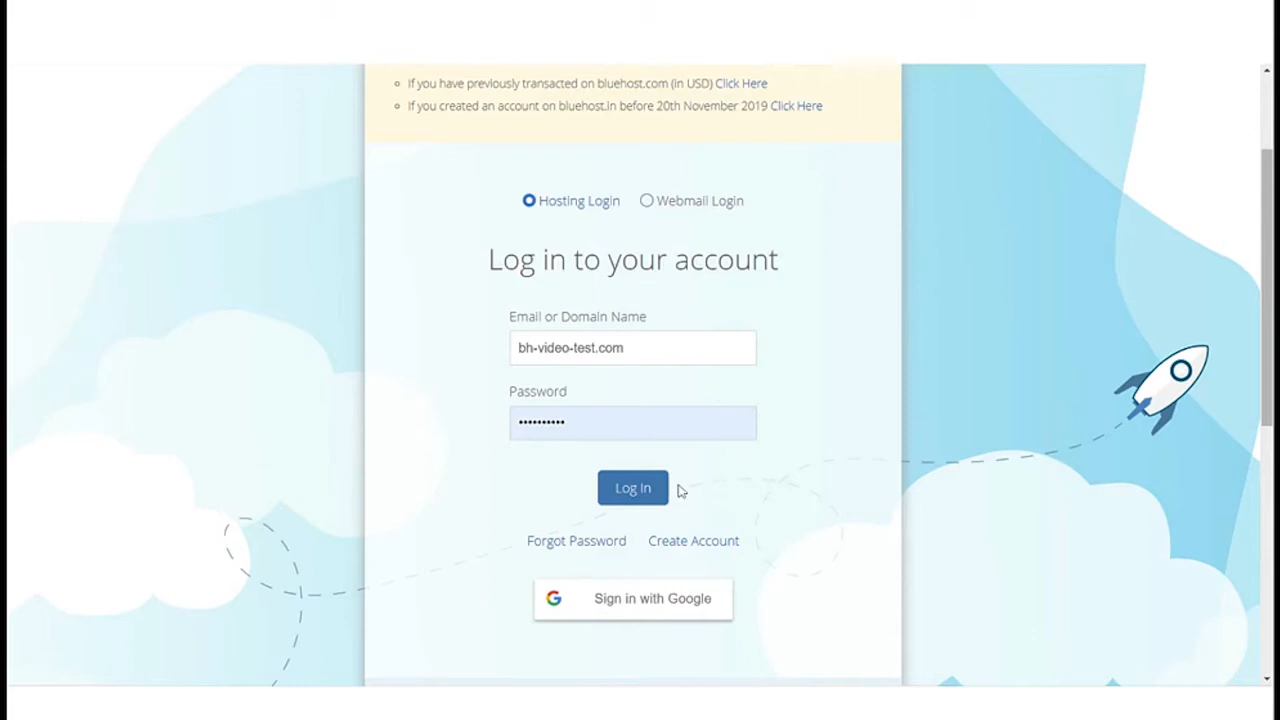 If you have previously transacted on bluehost.com (in USD) Click Here
If you created an account on bluehost.in before 20th November 2019 Click Here
Hosting Login Webmail Login
Log in to your account
Email or Domain Name
bh-video-test.com
Password
••••••••••
Log In
Forgot Password Create Account
Sign in with Google